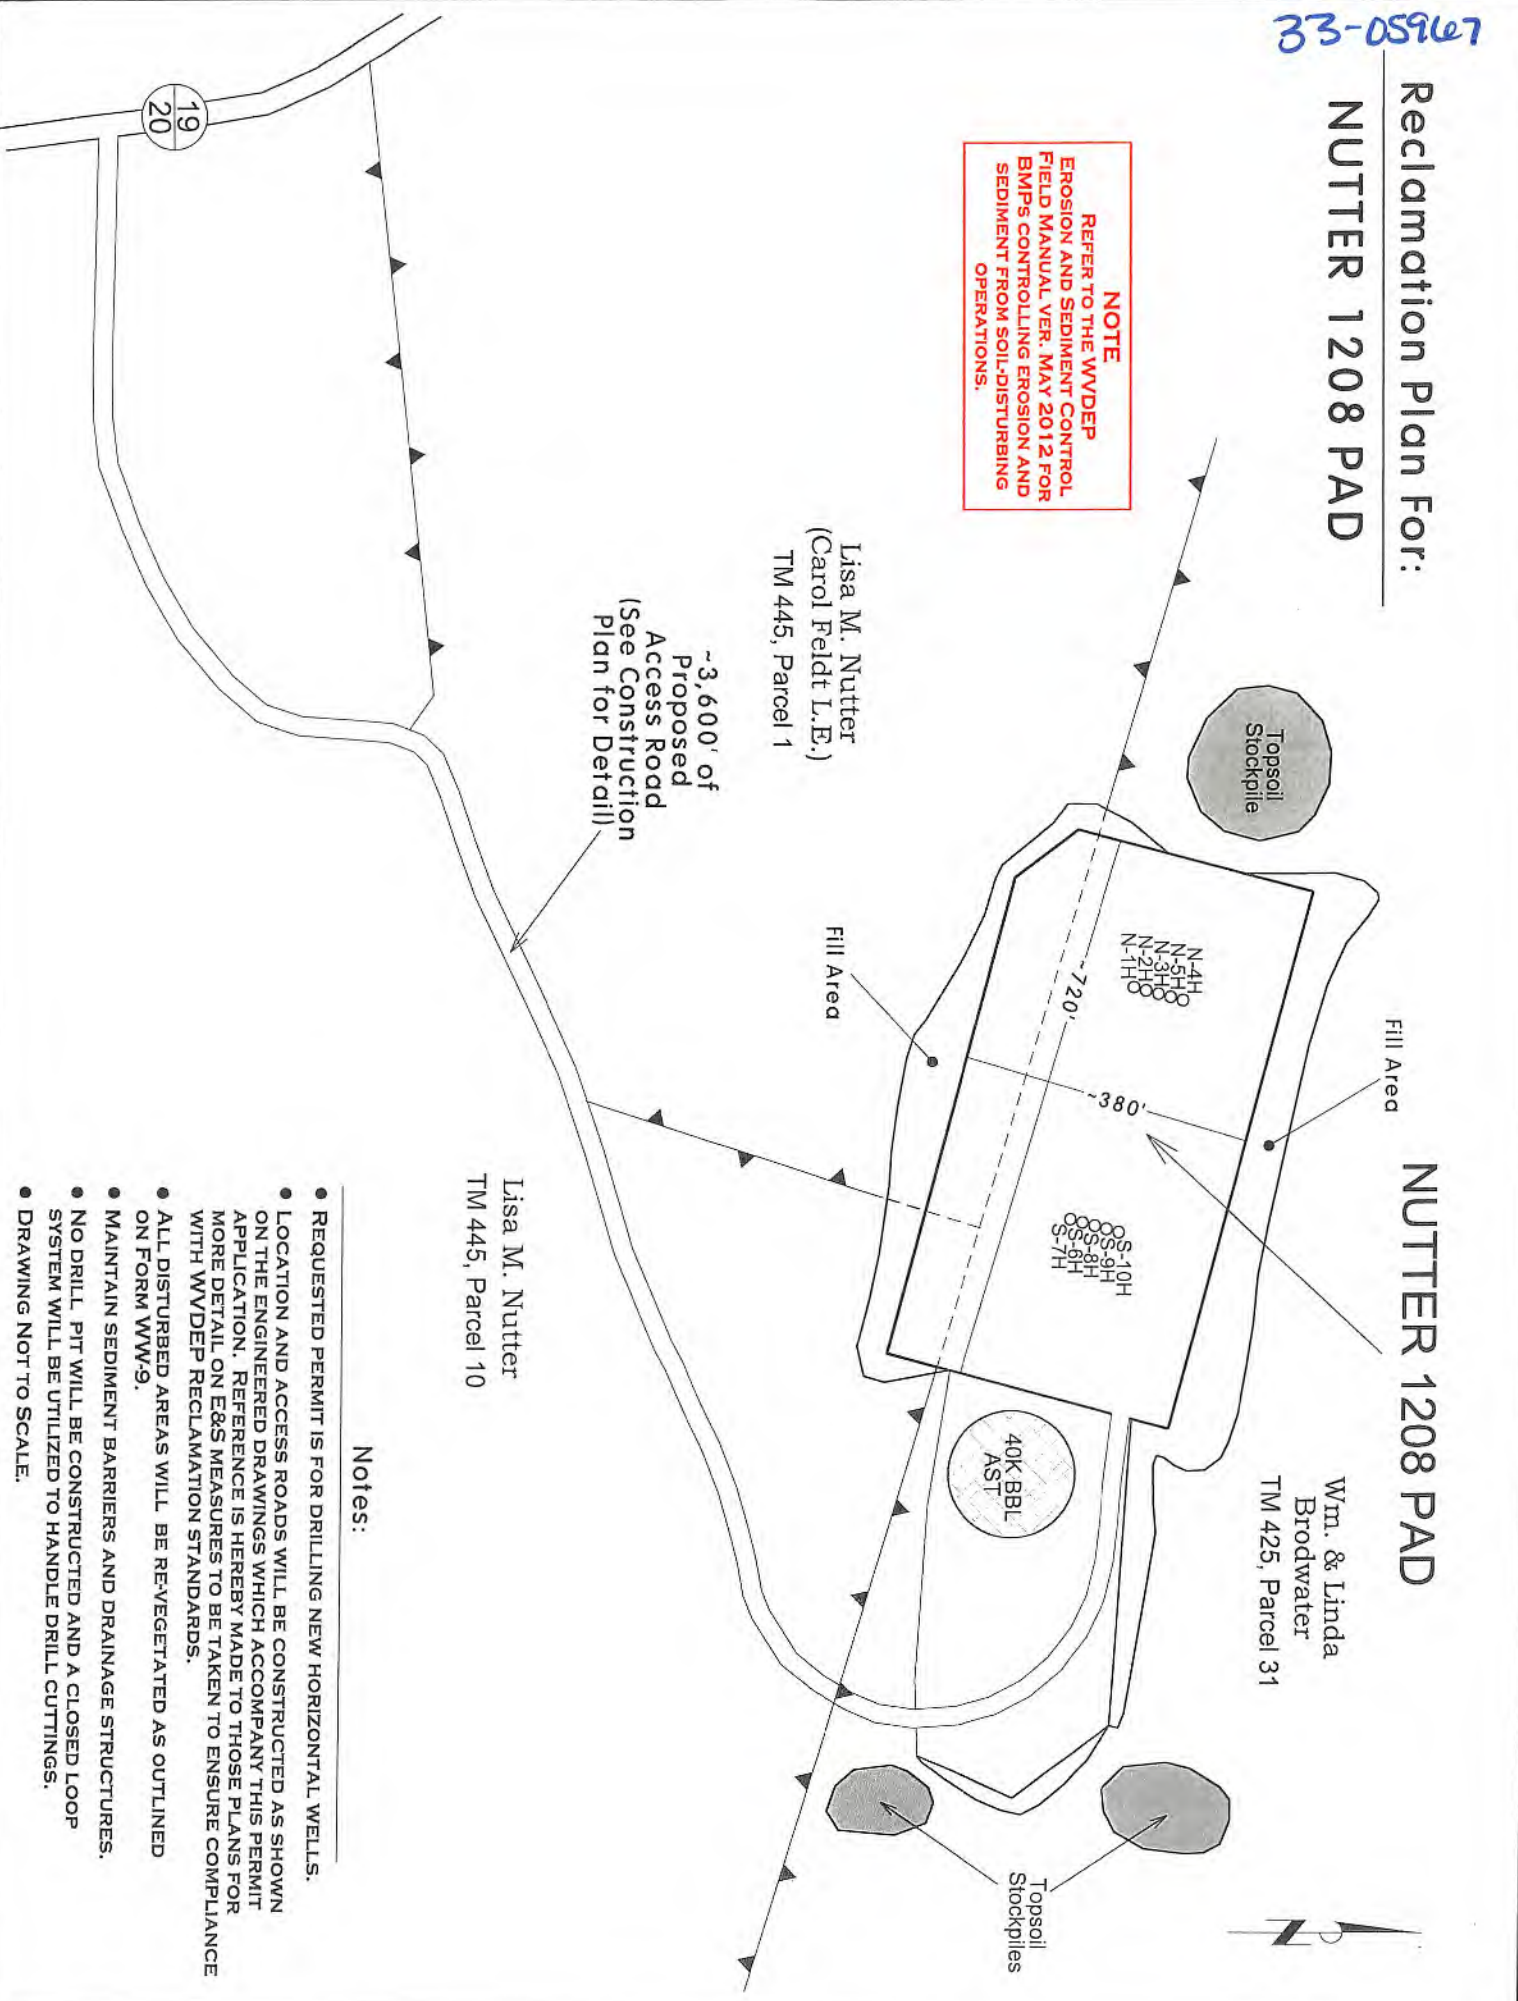 33-05967
Reclamation Plan For:
NUTTER 1208 PAD
NOTE
REFER TO THE WVDEP
EROSION AND SEDIMENT CONTROL
FIELD MANUAL VER. MAY 2012 FOR
BMPS CONTROLLING EROSION AND
SEDIMENT FROM SOIL-DISTURBING
OPERATIONS.
NUTTER 1208 PAD
Topsoil
Stockpile
Fill Area
Wm. & Linda
Brodwater
TM 425, Parcel 31
N-4H
N-5H
N-3H
N-2H
N-1H
~720'
~380'
S-10H
S-9H
S-8H
S-6H
S-7H
40K BBL
AST
Topsoil
Stockpiles
N
Fill Area
Lisa M. Nutter
(Carol Feldt L.E.)
TM 445, Parcel 1
~3,600' of
Proposed
Access Road
(See Construction
Plan for Detail)
Lisa M. Nutter
TM 445, Parcel 10
19
20
Notes:
● REQUESTED PERMIT IS FOR DRILLING NEW HORIZONTAL WELLS.
● LOCATION AND ACCESS ROADS WILL BE CONSTRUCTED AS SHOWN
ON THE ENGINEERED DRAWINGS WHICH ACCOMPANY THIS PERMIT
APPLICATION. REFERENCE IS HEREBY MADE TO THOSE PLANS FOR
MORE DETAIL ON E&S MEASURES TO BE TAKEN TO ENSURE COMPLIANCE
WITH WVDEP RECLAMATION STANDARDS.
● ALL DISTURBED AREAS WILL BE RE-VEGETATED AS OUTLINED
ON FORM WW-9.
● MAINTAIN SEDIMENT BARRIERS AND DRAINAGE STRUCTURES.
● NO DRILL PIT WILL BE CONSTRUCTED AND A CLOSED LOOP
SYSTEM WILL BE UTILIZED TO HANDLE DRILL CUTTINGS.
● DRAWING NOT TO SCALE.